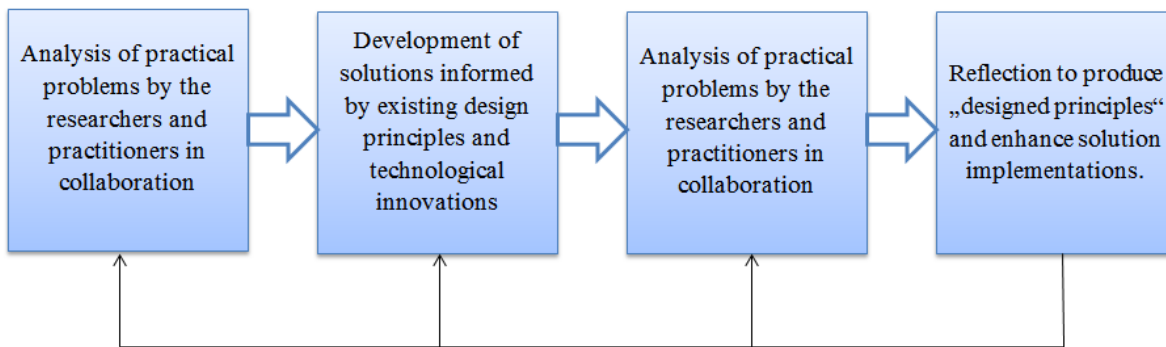 Analysis of practical
problems by the
researchers and
practitioners in
collaboration
Development of
solutions informed
by existing design
principles and
technological
innovations
Analysis of practical
problems by the
researchers and
practitioners in
collaboration
Reflection to produce
„designed principles“
and enhance solution
implementations.